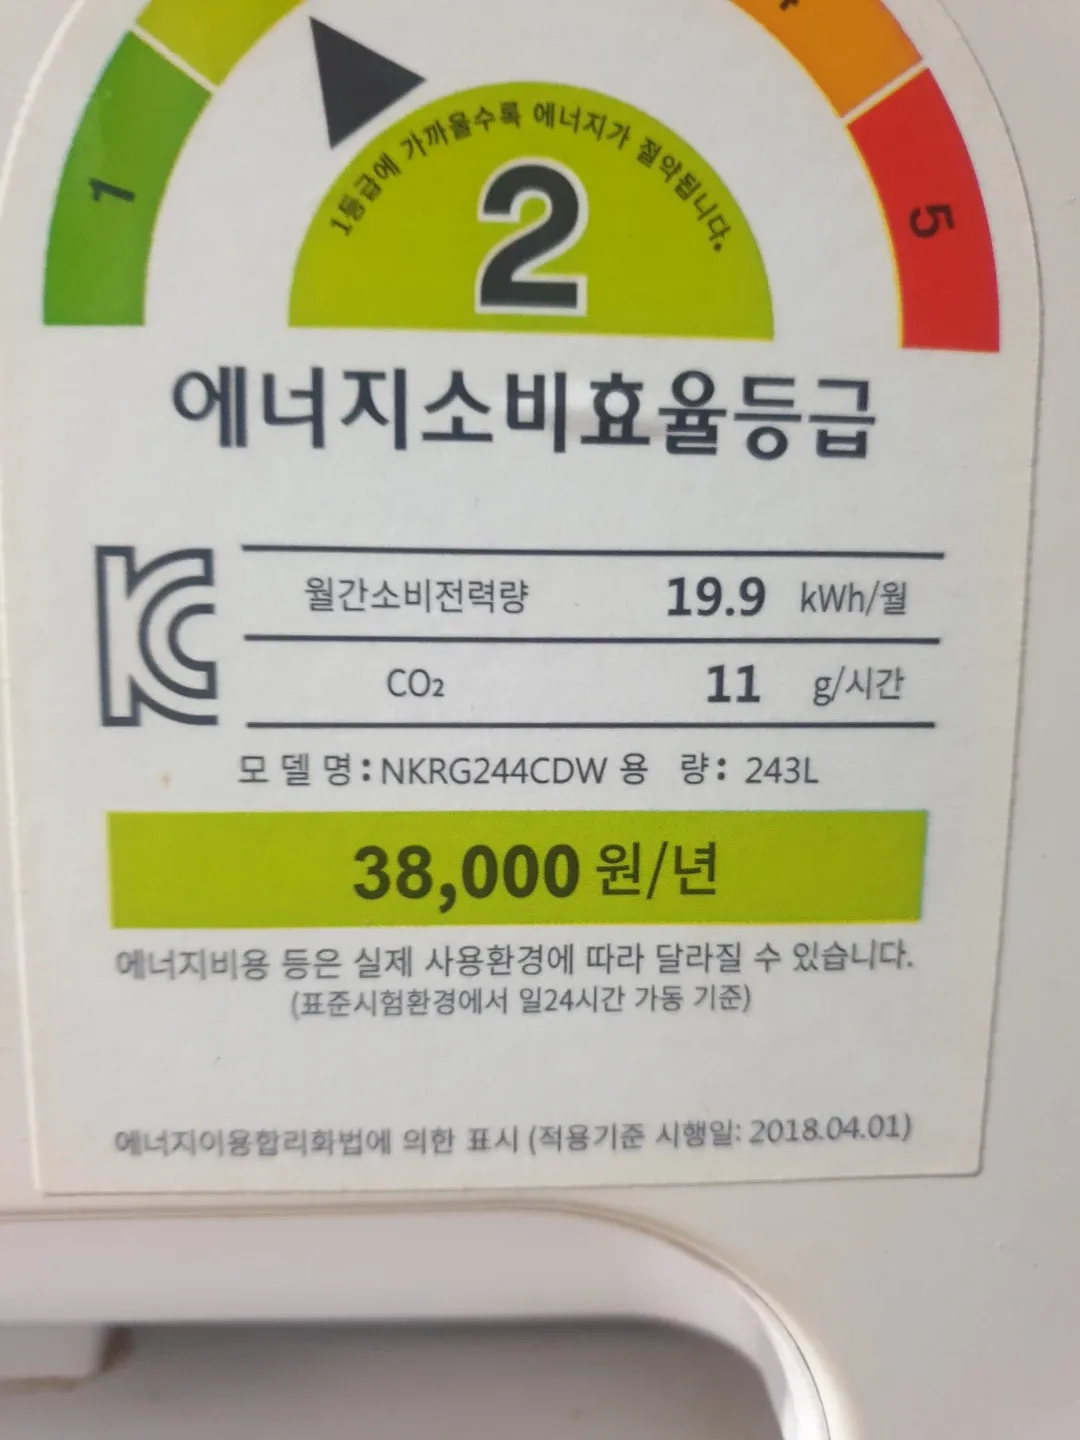 1
5
1등급에 가까울수록 에너지가 절약됩니다.
2
에너지소비효율등급
KC
월간소비전력량 19.9 kWh/월
CO₂ 11 g/시간
모델명: NKRG244CDW 용 량: 243L
38,000 원/년
에너지비용 등은 실제 사용환경에 따라 달라질 수 있습니다.
(표준시험환경에서 일24시간 가동 기준)
에너지이용합리화법에 의한 표시 (적용기준 시행일: 2018.04.01)